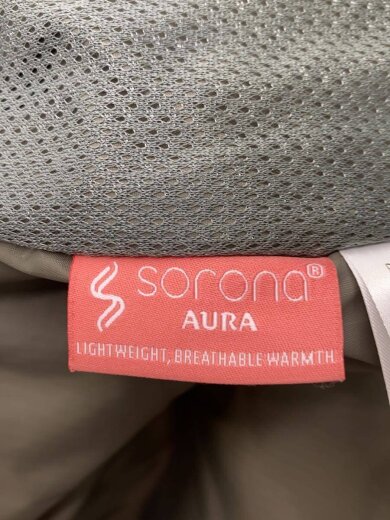 sorona®
AURA
LIGHTWEIGHT, BREATHABLE WARMTH